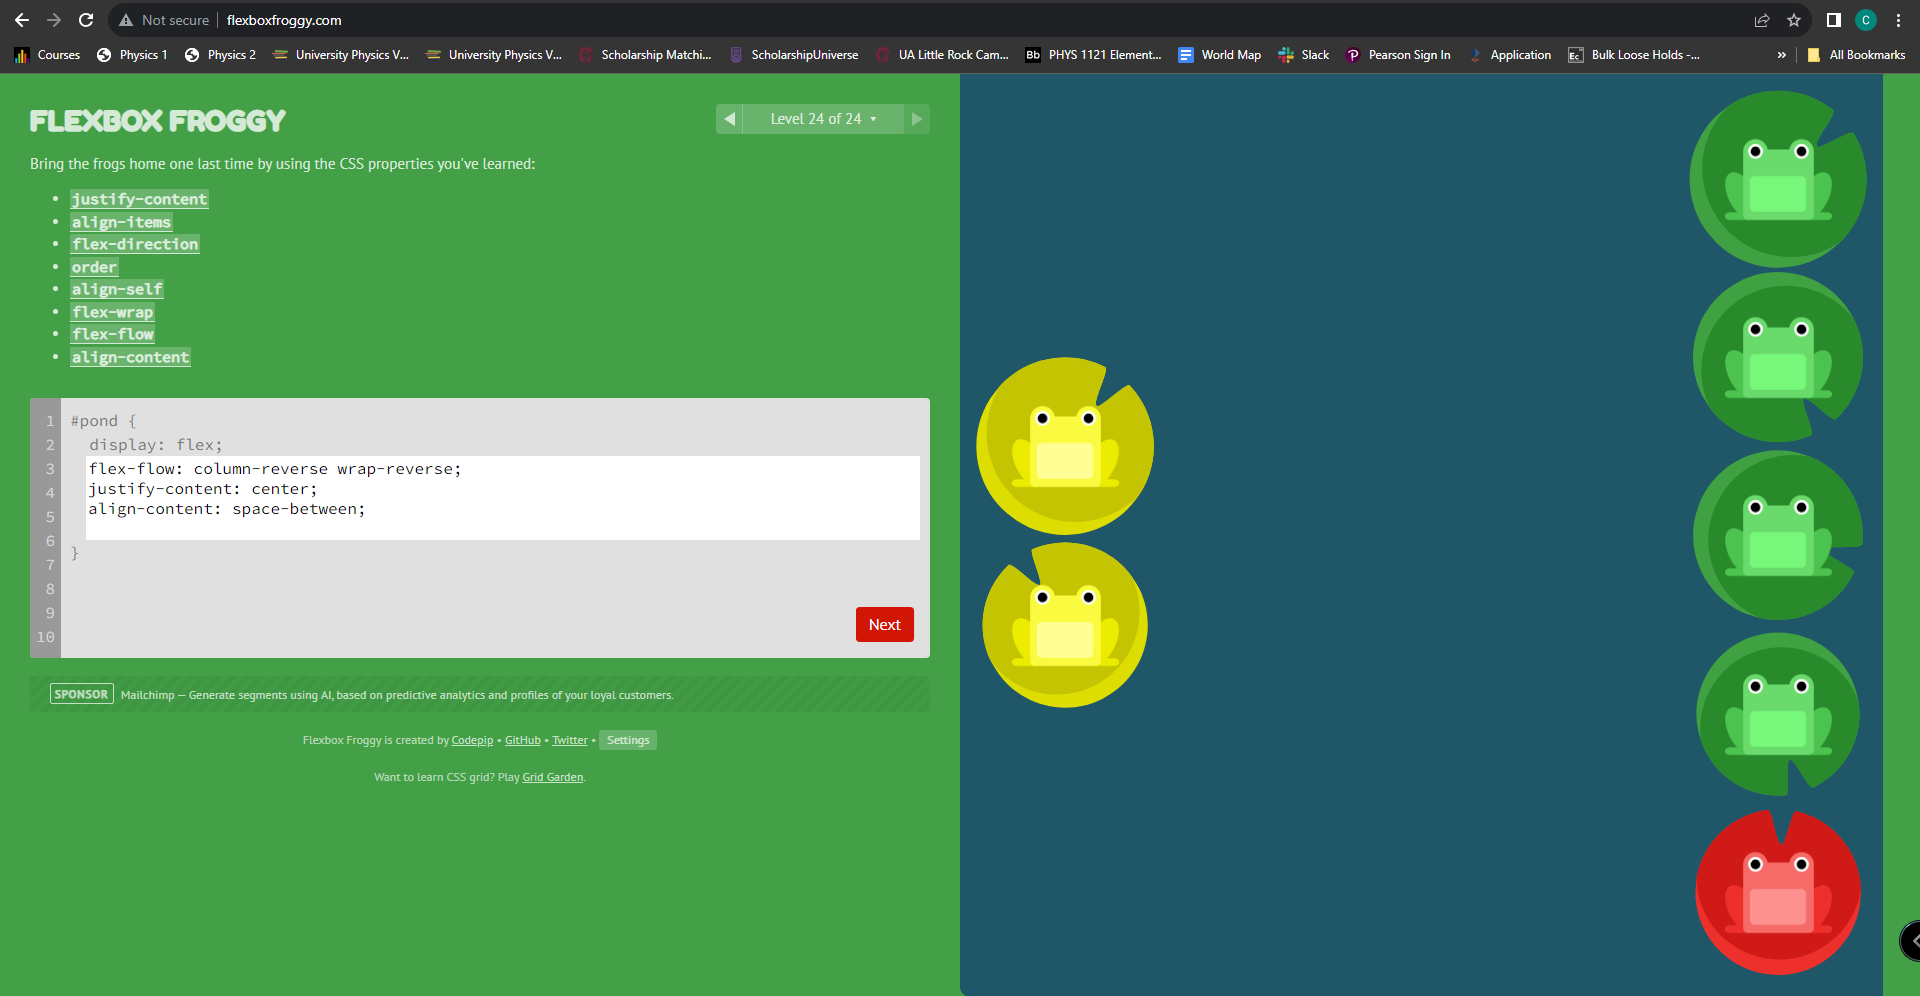 Not secure flexboxfroggy.com C
Courses Physics 1 Physics 2 University Physics V... University Physics V... Scholarship Matchi... ScholarshipUniverse UA Little Rock Cam... Bb PHYS 1121 Element... World Map Slack Pearson Sign In Application Ec Bulk Loose Holds -... » All Bookmarks
FLEXBOX FROGGY
◀ Level 24 of 24 ▾ ▶
Bring the frogs home one last time by using the CSS properties you've learned:
• justify-content
• align-items
• flex-direction
• order
• align-self
• flex-wrap
• flex-flow
• align-content
1 #pond {
2 display: flex;
3 flex-flow: column-reverse wrap-reverse;
4 justify-content: center;
5 align-content: space-between;
6 }
7
8
9
10
Next
SPONSOR Mailchimp — Generate segments using AI, based on predictive analytics and profiles of your loyal customers.
Flexbox Froggy is created by Codepip • GitHub • Twitter • Settings
Want to learn CSS grid? Play Grid Garden.